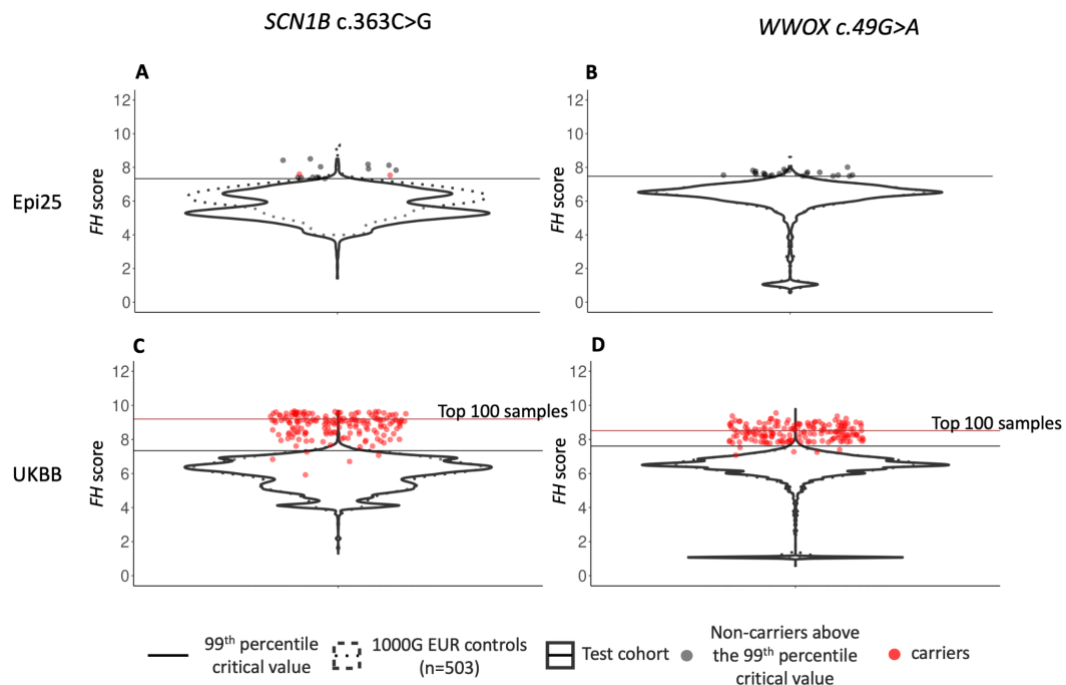 SCN1B c.363C>G
WWOX c.49G>A
A
12
10
8
6
4
2
0
FH score
Epi25
B
12
10
8
6
4
2
0
FH score
C
12
10
8
6
4
2
0
FH score
UKBB
Top 100 samples
D
12
10
8
6
4
2
0
FH score
Top 100 samples
99th percentile
critical value
1000G EUR controls
(n=503)
Test cohort
Non-carriers above
the 99th percentile
critical value
carriers